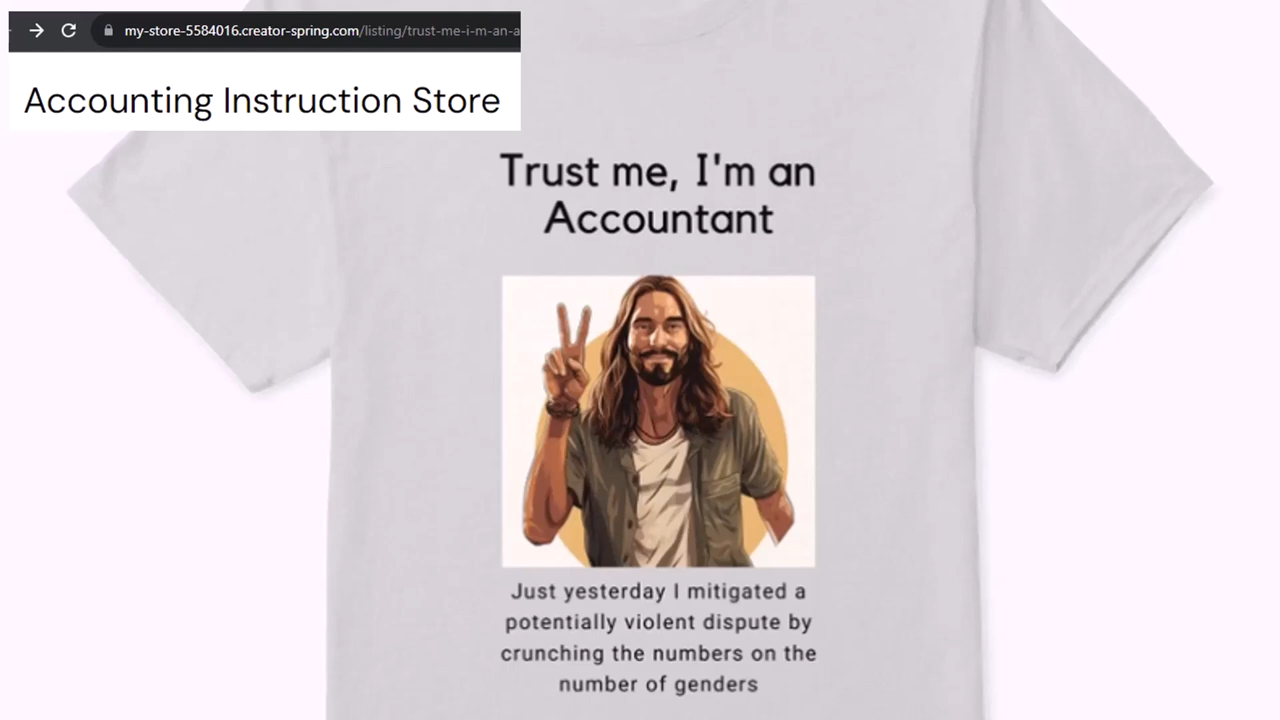 my-store-5584016.creator-spring.com/listing/trust-me-i-m-an-a
Accounting Instruction Store
Trust me, I'm an
Accountant
Just yesterday I mitigated a
potentially violent dispute by
crunching the numbers on the
number of genders